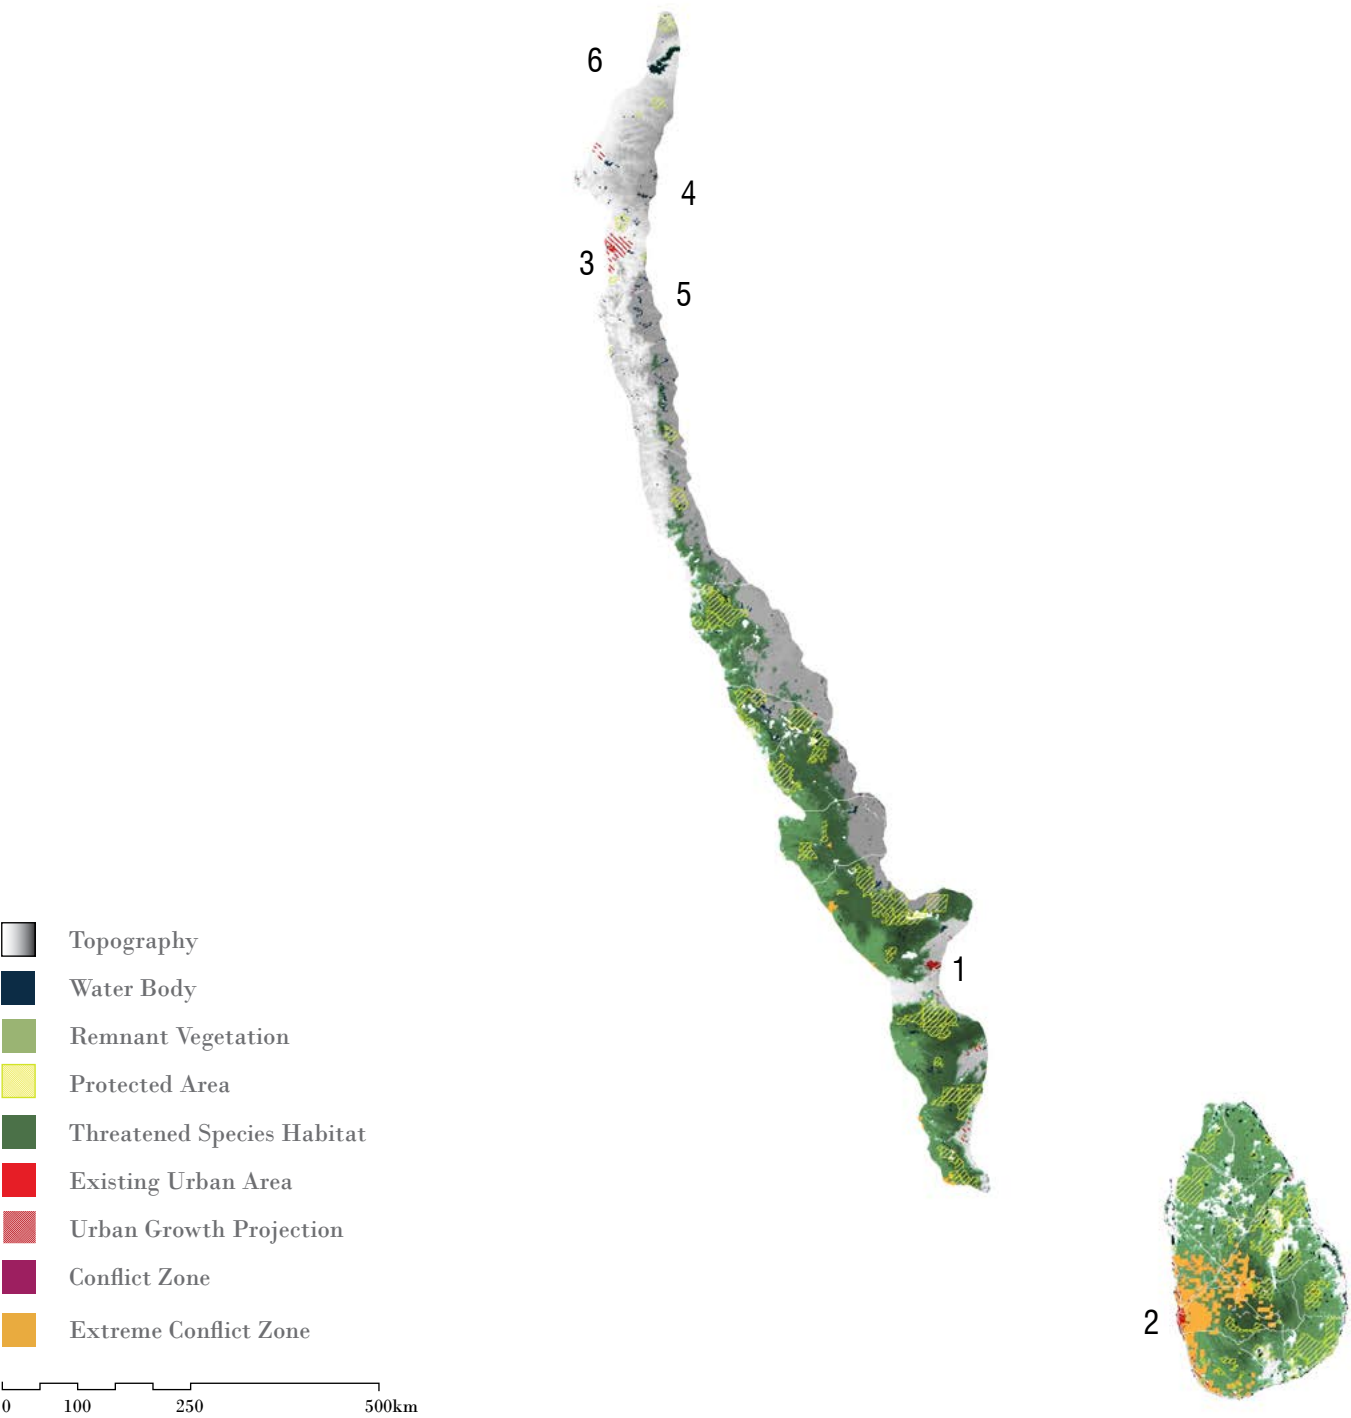 6
4
3
5
1
2
Topography
Water Body
Remnant Vegetation
Protected Area
Threatened Species Habitat
Existing Urban Area
Urban Growth Projection
Conflict Zone
Extreme Conflict Zone
0 100 250 500km